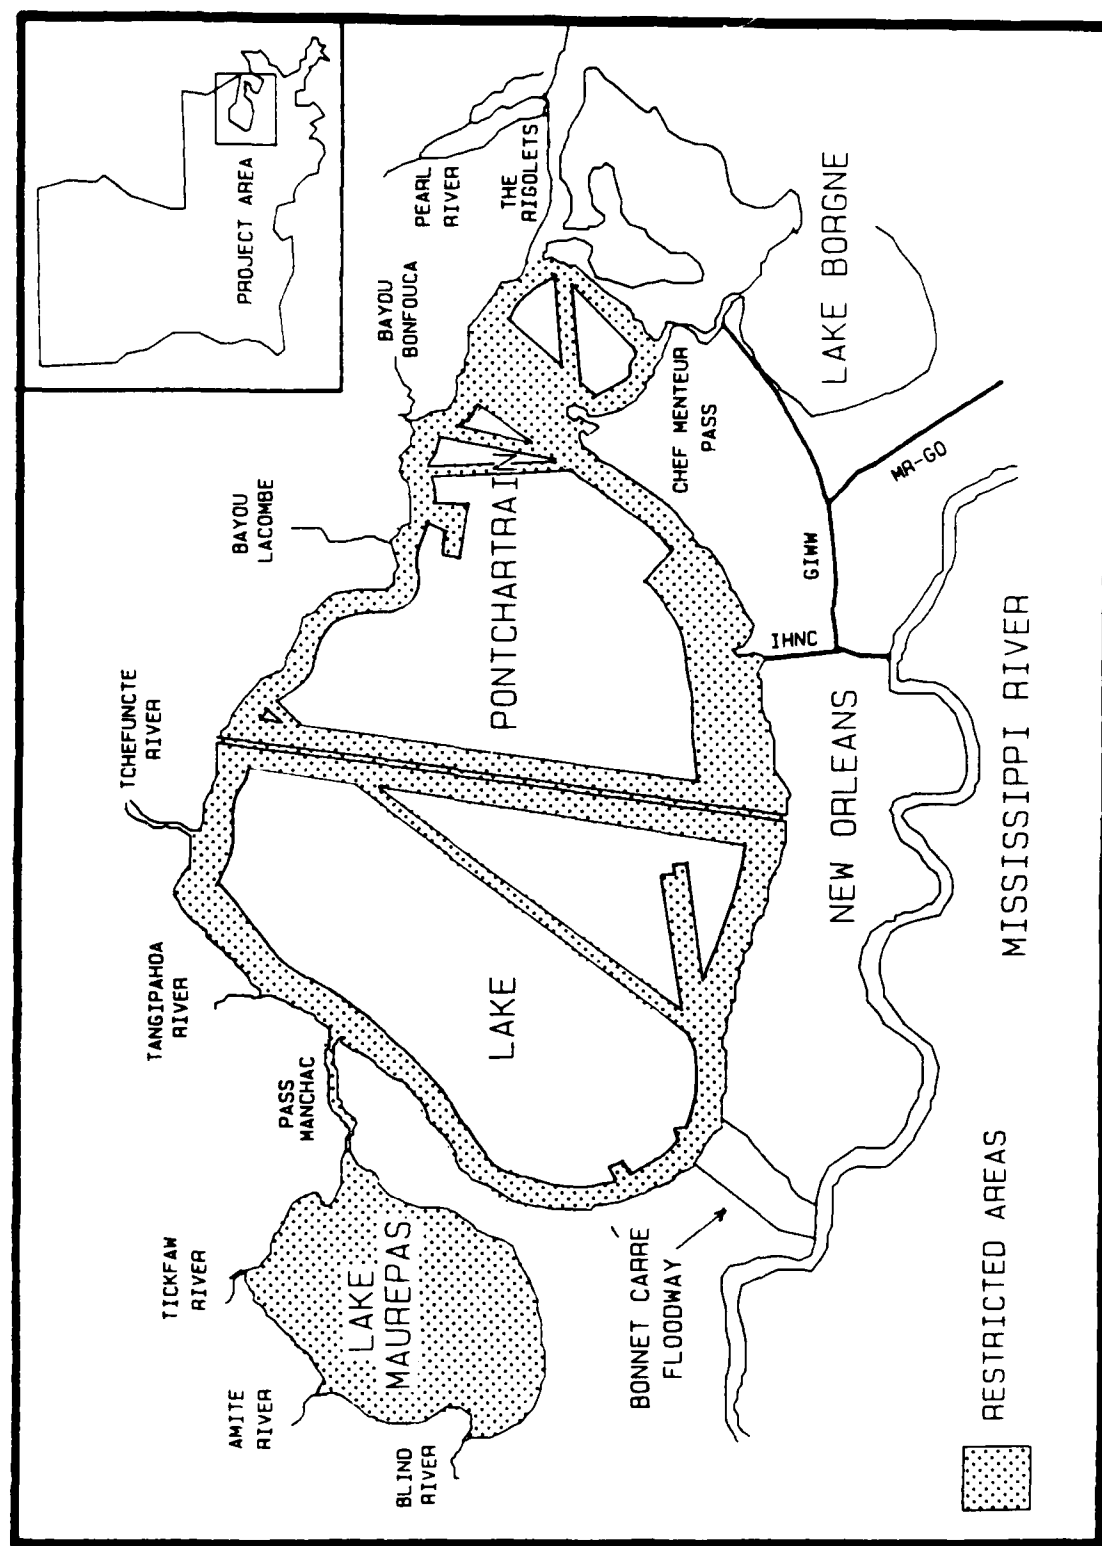 PROJECT AREA
PEARL
RIVER
THE
RIGOLETS
BAYOU
BONFOUCA
BAYOU
LACOMBE
TCHEFUNCTE
RIVER
TANGIPAHOA
RIVER
PASS
MANCHAC
TICKFAW
RIVER
AMITE
RIVER
BLIND
RIVER
LAKE
MAUREPAS
LAKE PONTCHARTRAIN
LAKE BORGNE
CHEF MENTEUR
PASS
MR-GO
GIWW
IHNC
NEW ORLEANS
MISSISSIPPI RIVER
BONNET CARRÉ
FLOODWAY
RESTRICTED AREAS